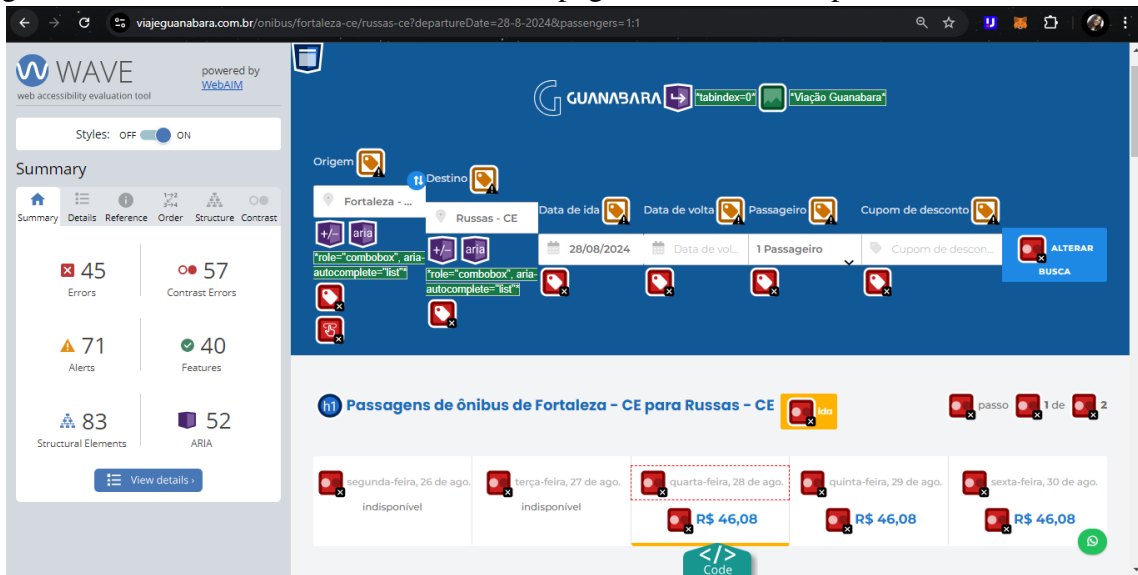 viajeguanabara.com.br/onibus/fortaleza-ce/russas-ce?departureDate=28-8-2024&passengers=1:1
WAVE
web accessibility evaluation tool
powered by
WebAIM
Styles: OFF ON
Summary
Summary Details Reference Order Structure Contrast
45
Errors
57
Contrast Errors
71
Alerts
40
Features
83
Structural Elements
52
ARIA
View details ›
GUANABARA
*tabindex=0*
*Viação Guanabara*
Origem
Fortaleza - ...
+/- aria
*role="combobox", aria-
autocomplete="list"*
Destino
Russas - CE
+/- aria
*role="combobox", aria-
autocomplete="list"*
Data de ida
28/08/2024
Data de volta
Data de vol...
Passageiro
1 Passageiro
Cupom de desconto
Cupom de descon...
ALTERAR
BUSCA
h1 Passagens de ônibus de Fortaleza - CE para Russas - CE
Ida
passo 1 de 2
segunda-feira, 26 de ago.
indisponível
terça-feira, 27 de ago.
indisponível
quarta-feira, 28 de ago.
R$ 46,08
quinta-feira, 29 de ago.
R$ 46,08
sexta-feira, 30 de ago.
R$ 46,08
</>
Code